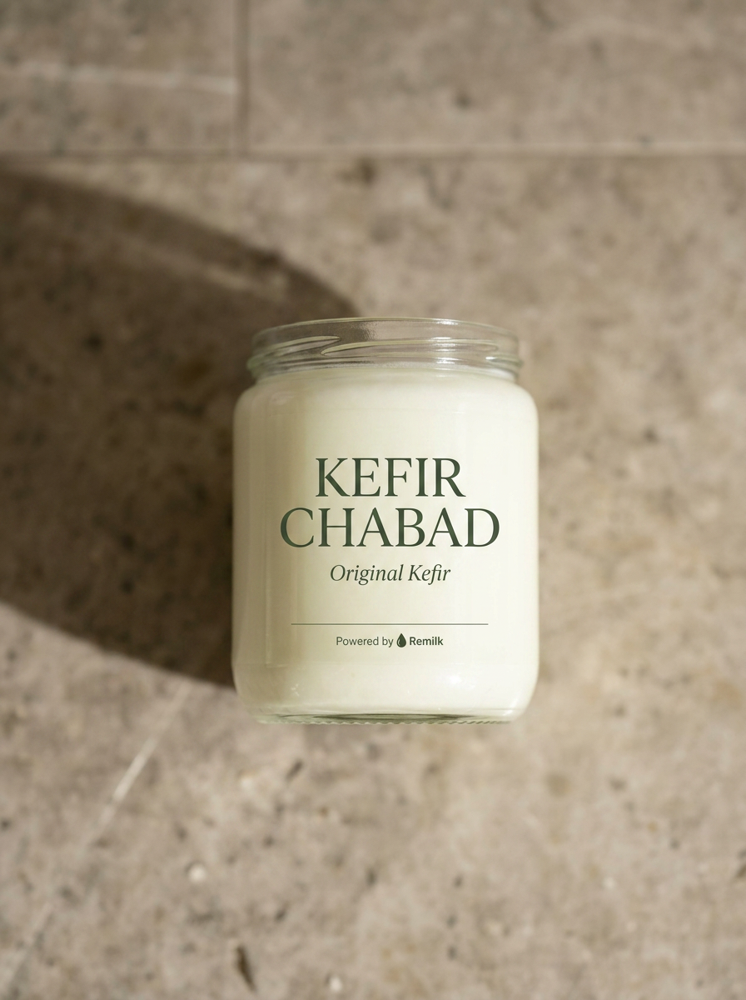 KEFIR
CHABAD
Original Kefir
Powered by Remilk